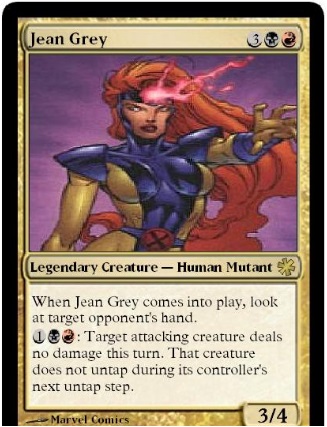 Jean Grey 3
Legendary Creature — Human Mutant
When Jean Grey comes into play, look
at target opponent's hand.
1: Target attacking creature deals
no damage this turn. That creature
does not untap during its controller's
next untap step.
Marvel Comics
3/4